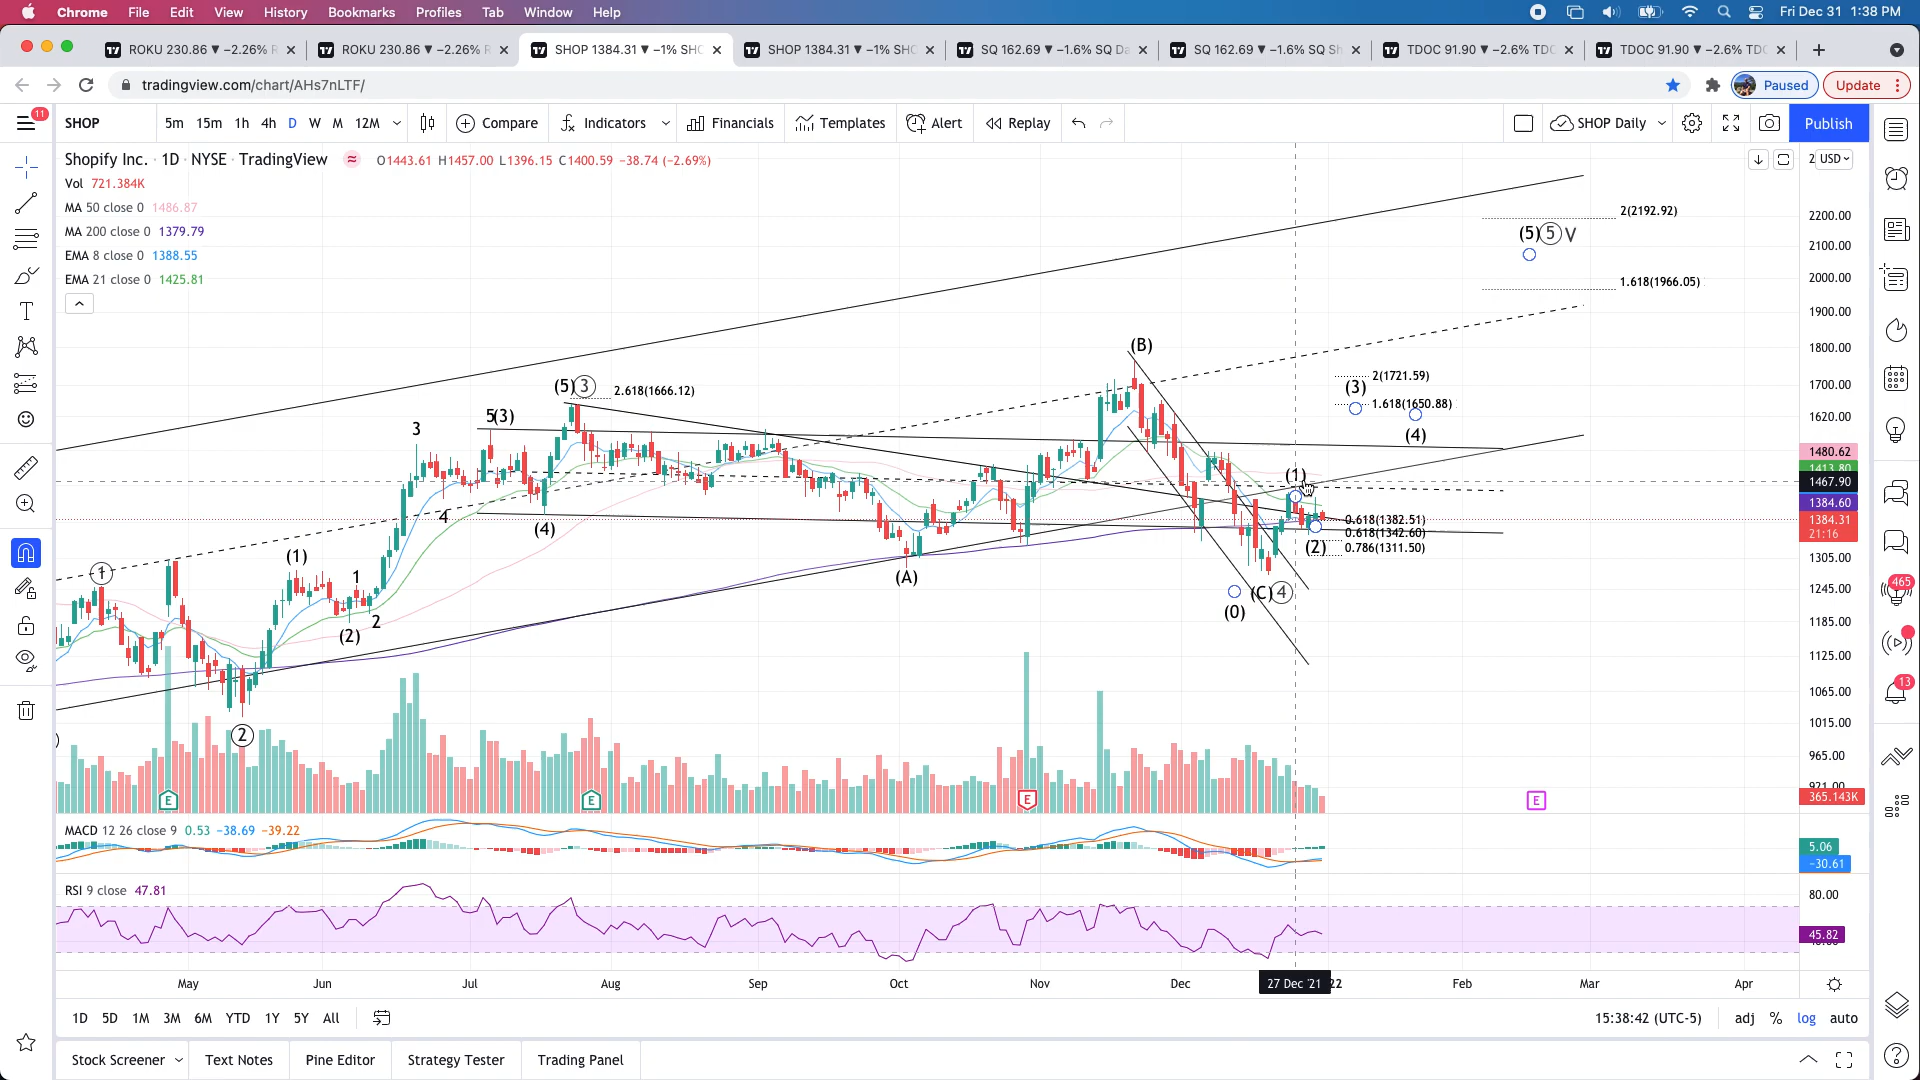 Chrome File Edit View History Bookmarks Profiles Tab Window Help Fri Dec 31 1:38 PM
ROKU 230.86 ▼ −2.26% R ROKU 230.86 ▼ −2.26% R SHOP 1384.31 ▼ −1% SHO SHOP 1384.31 ▼ −1% SHO SQ 162.69 ▼ −1.6% SQ Da SQ 162.69 ▼ −1.6% SQ Sh TDOC 91.90 ▼ −2.6% TDO TDOC 91.90 ▼ −2.6% TDO
tradingview.com/chart/AHs7nLTF/ Paused Update
11 SHOP 5m 15m 1h 4h D W M 12M Compare Indicators Financials Templates Alert Replay SHOP Daily Publish
Shopify Inc. · 1D · NYSE · TradingView ≈ O1443.61 H1457.00 L1396.15 C1400.59 −38.74 (−2.69%)
USD
Vol 721.384K
MA 50 close 0 1486.87
MA 200 close 0 1379.79
EMA 8 close 0 1388.55
EMA 21 close 0 1425.81
2(2192.92)
(5) 5 V
1.618(1966.05)
(B)
2(1721.59)
(3)
1.618(1650.88)
(4)
(5) 3 2.618(1666.12)
5(3)
3
4
(4)
(1)
1
2
(2)
1
2
(A)
(1)
0.618(1382.51)
0.618(1342.60)
(2) 0.786(1311.50)
(C) 4
(0)
E E E E
2200.00
2100.00
2000.00
1900.00
1800.00
1700.00
1620.00
1480.62
1413.80
1467.90
1384.60
1384.31
21:16
1305.00
1245.00
1185.00
1125.00
1065.00
1015.00
965.00
921.00
365.143K
465
13
MACD 12 26 close 9 0.53 −38.69 −39.22
5.06
−30.61
RSI 9 close 47.81
80.00
45.82
May Jun Jul Aug Sep Oct Nov Dec 27 Dec '21 22 Feb Mar Apr
1D 5D 1M 3M 6M YTD 1Y 5Y All 15:38:42 (UTC-5) adj % log auto
Stock Screener Text Notes Pine Editor Strategy Tester Trading Panel